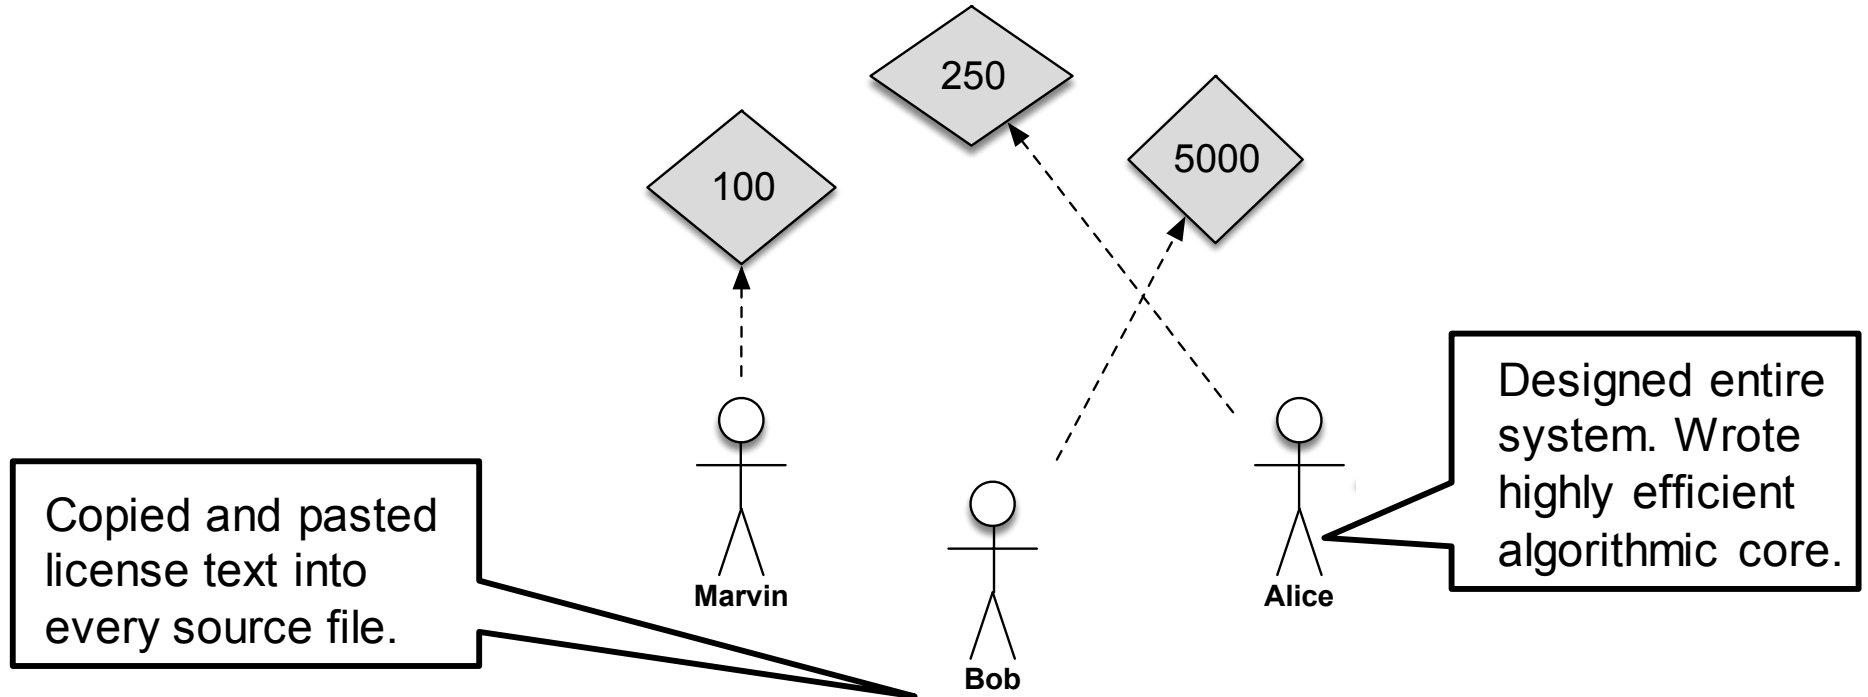 250
5000
100
Designed entire
system. Wrote
highly efficient
algorithmic core.
Copied and pasted
license text into
every source file.
Marvin
Alice
Bob